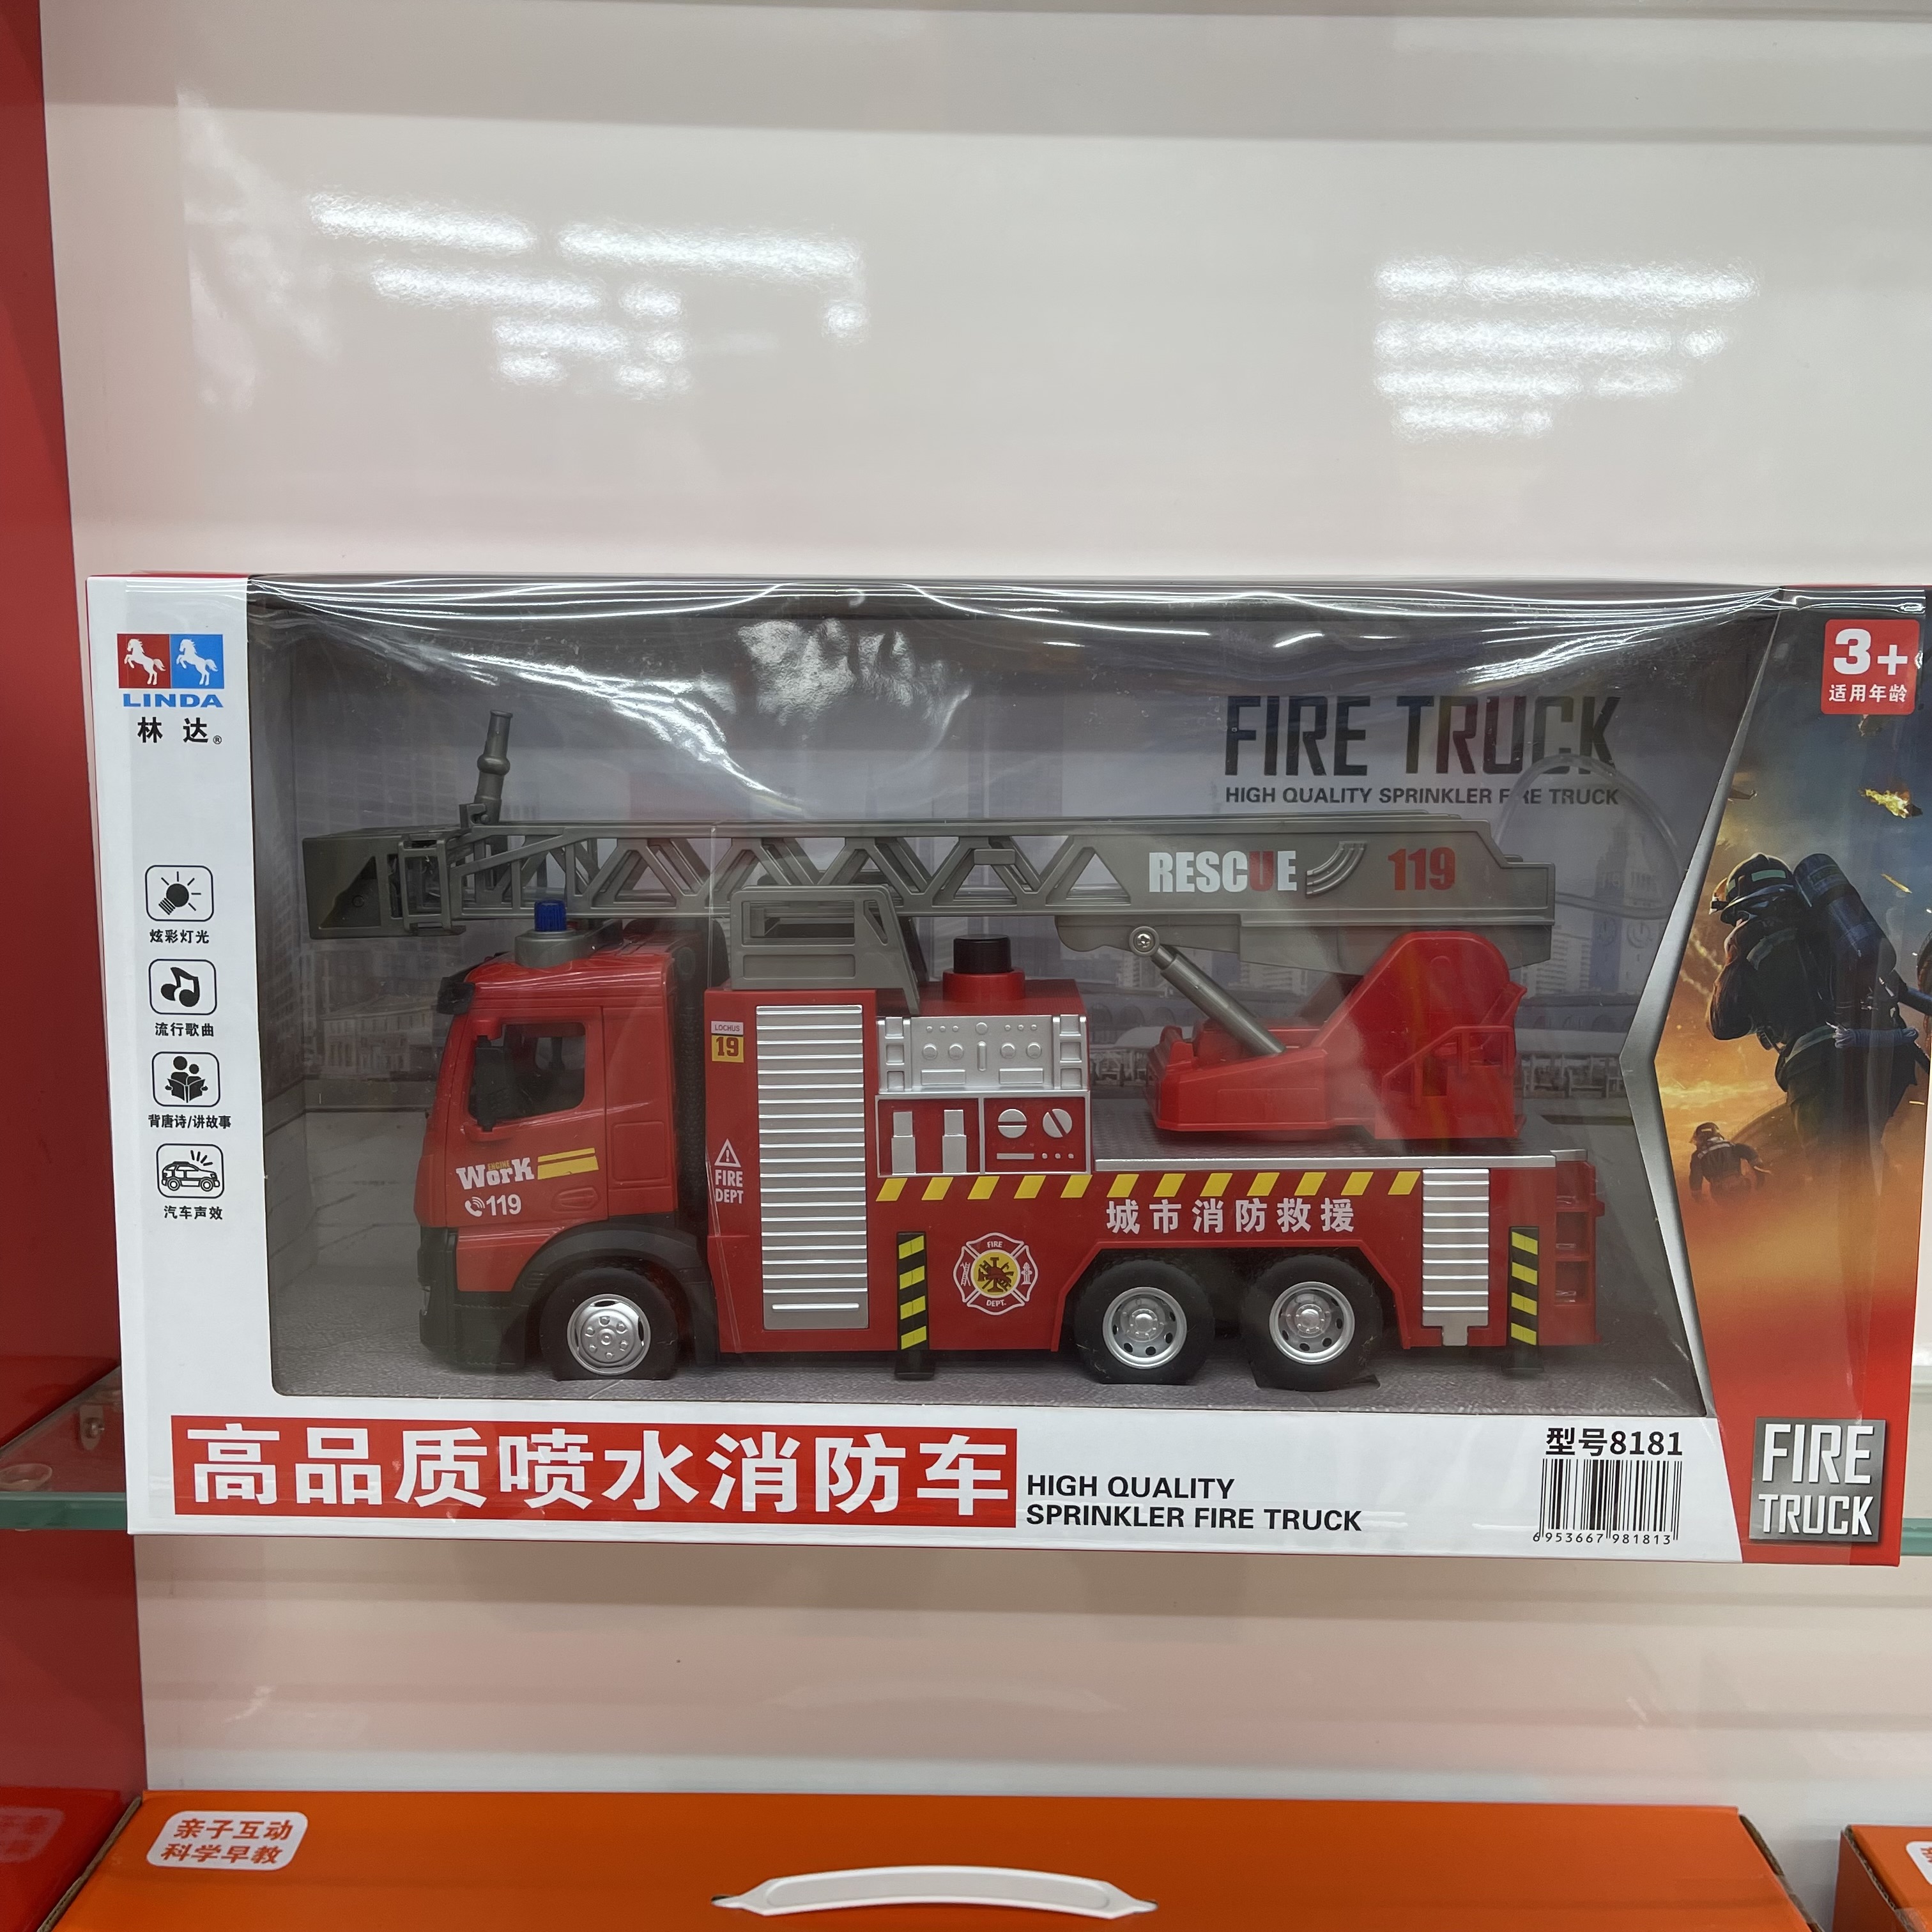 LINDA
林达®
炫彩灯光
流行歌曲
背唐诗/讲故事
汽车声效
FIRE TRUCK
HIGH QUALITY SPRINKLER FIRE TRUCK
3+
适用年龄
RESCUE 119
LOCHUS
19
FIRE
DEPT
Work
ENGINE
119
城市消防救援
FIRE
DEPT.
高品质喷水消防车
HIGH QUALITY
SPRINKLER FIRE TRUCK
型号8181
6953667981813
FIRE
TRUCK
亲子互动
科学早教